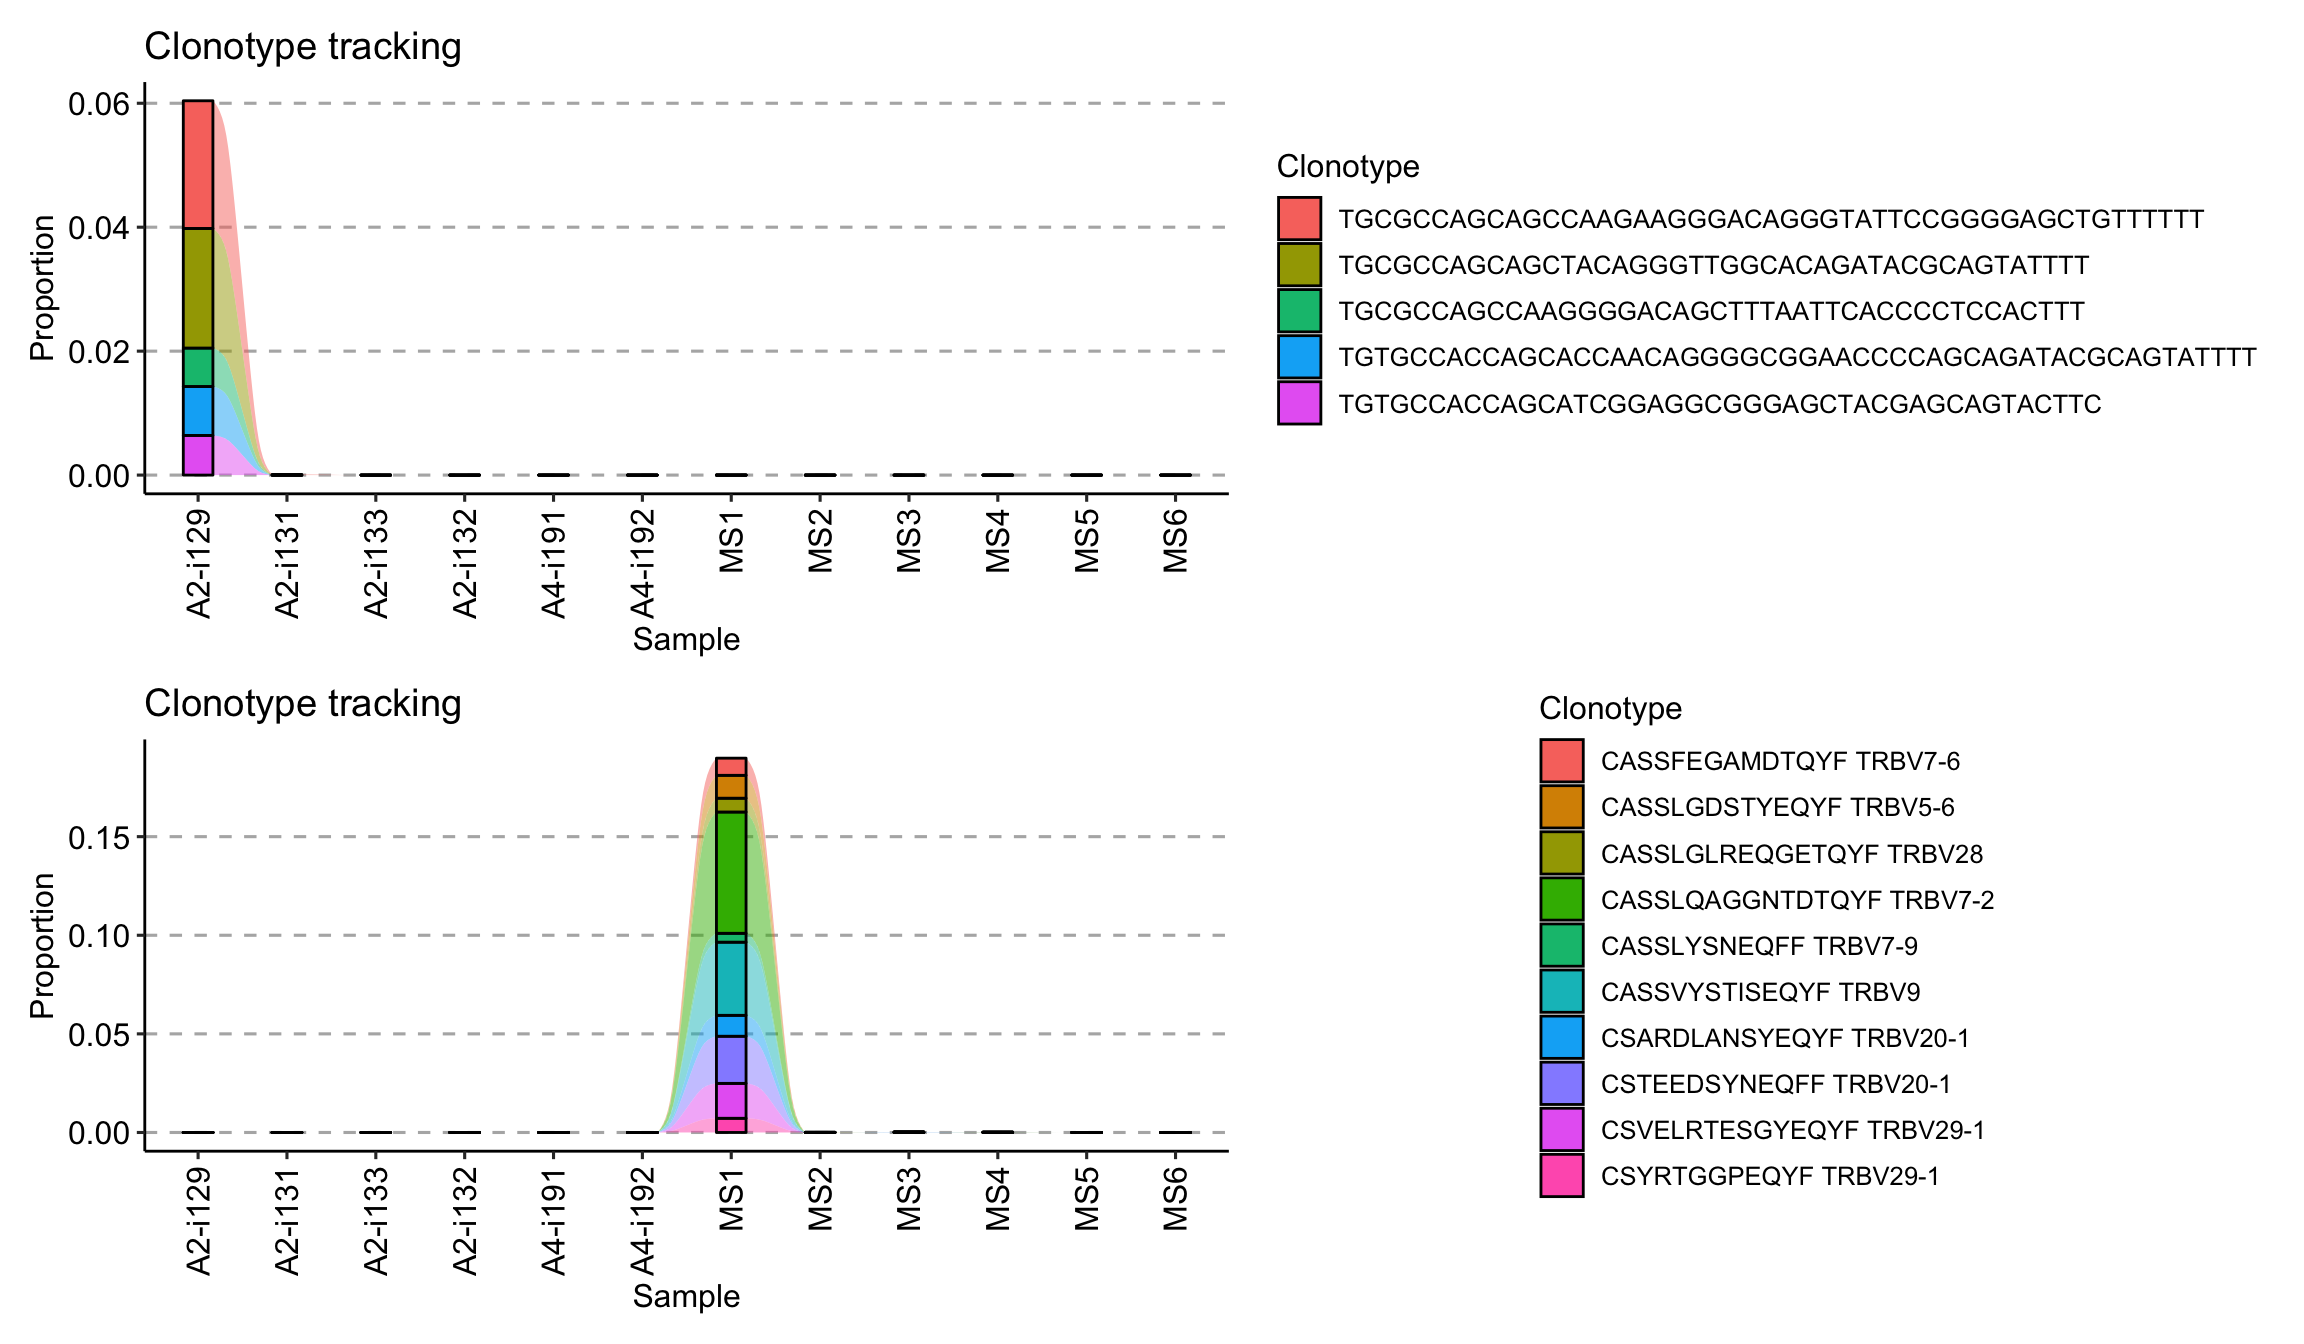 Clonotype tracking
0.06
0.04
0.02
0.00
Proportion
A2-i129
A2-i131
A2-i133
A2-i132
A4-i191
A4-i192
MS1
MS2
MS3
MS4
MS5
MS6
Sample
Clonotype
TGCGCCAGCAGCCAAGAAGGGACAGGGTATTCCGGGGAGCTGTTTTTT
TGCGCCAGCAGCTACAGGGTTGGCACAGATACGCAGTATTTT
TGCGCCAGCCAAGGGGACAGCTTTAATTCACCCCTCCACTTT
TGTGCCACCAGCACCAACAGGGGCGGAACCCCAGCAGATACGCAGTATTTT
TGTGCCACCAGCATCGGAGGCGGGAGCTACGAGCAGTACTTC
Clonotype tracking
0.15
0.10
0.05
0.00
Proportion
A2-i129
A2-i131
A2-i133
A2-i132
A4-i191
A4-i192
MS1
MS2
MS3
MS4
MS5
MS6
Sample
Clonotype
CASSFEGAMDTQYF TRBV7-6
CASSLGDSTYEQYF TRBV5-6
CASSLGLREQGETQYF TRBV28
CASSLQAGGNTDTQYF TRBV7-2
CASSLYSNEQFF TRBV7-9
CASSVYSTISEQYF TRBV9
CSARDLANSYEQYF TRBV20-1
CSTEEDSYNEQFF TRBV20-1
CSVELRTESGYEQYF TRBV29-1
CSYRTGGPEQYF TRBV29-1